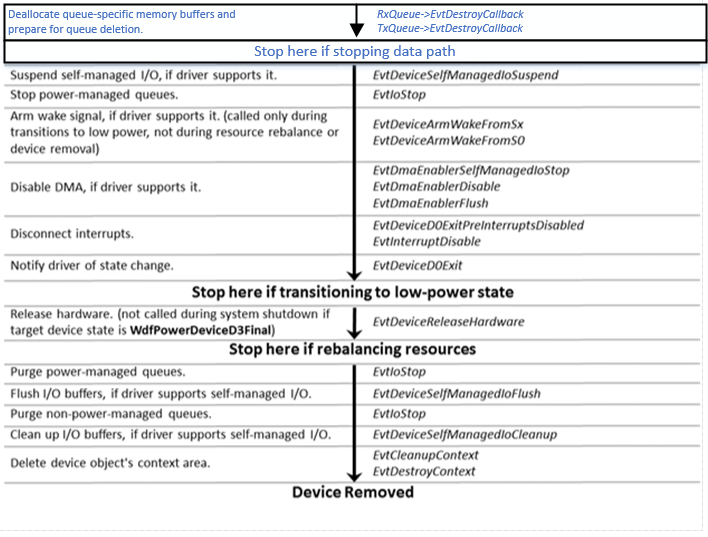 Deallocate queue-specific memory buffers and
prepare for queue deletion.
RxQueue->EvtDestroyCallback
TxQueue->EvtDestroyCallback
Stop here if stopping data path
Suspend self-managed I/O, if driver supports it.
EvtDeviceSelfManagedIoSuspend
Stop power-managed queues.
EvtIoStop
Arm wake signal, if driver supports it. (called only during
transitions to low power, not during resource rebalance or
device removal)
EvtDeviceArmWakeFromSx
EvtDeviceArmWakeFromS0
Disable DMA, if driver supports it.
EvtDmaEnablerSelfManagedIoStop
EvtDmaEnablerDisable
EvtDmaEnablerFlush
Disconnect interrupts.
EvtDeviceD0ExitPreInterruptsDisabled
EvtInterruptDisable
Notify driver of state change.
EvtDeviceD0Exit
Stop here if transitioning to low-power state
Release hardware. (not called during system shutdown if
target device state is WdfPowerDeviceD3Final)
EvtDeviceReleaseHardware
Stop here if rebalancing resources
Purge power-managed queues.
EvtIoStop
Flush I/O buffers, if driver supports self-managed I/O.
EvtDeviceSelfManagedIoFlush
Purge non-power-managed queues.
EvtIoStop
Clean up I/O buffers, if driver supports self-managed I/O.
EvtDeviceSelfManagedIoCleanup
Delete device object's context area.
EvtCleanupContext
EvtDestroyContext
Device Removed